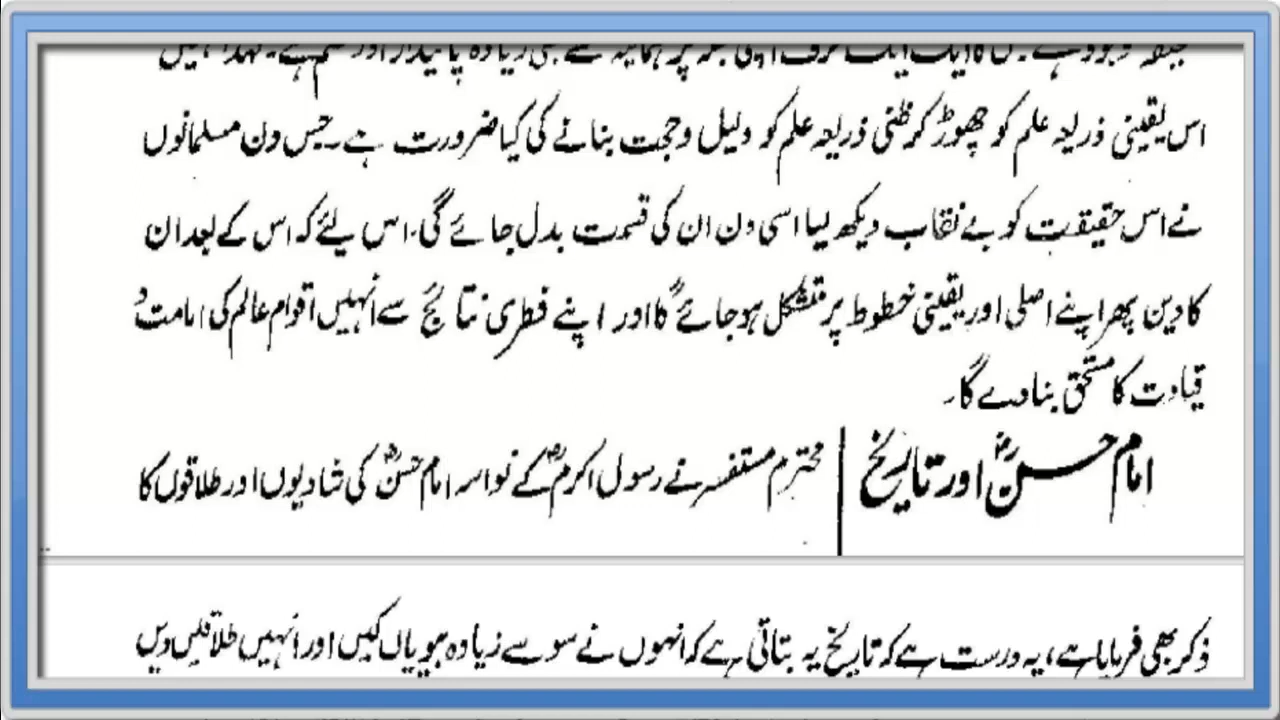 زیادہ پائیدار اور
اس یقینی ذریعہ علم کو چھوڑ کر ظنی ذریعہ علم کو دلیل و حجت بنانے کی کیا ضرورت ہے۔ جس دن مسلمانوں
نے اس حقیقت کو بے نقاب دیکھ لیا اسی دن ان کی قسمت بدل جائے گی۔ اس لئے کہ اس کے بعد ان
کا دین پھر اپنے اصلی اور یقینی خطوط پر متشکل ہو جائے گا اور اپنے فطری نتائج سے انہیں اقوام عالم کی امامت و
قیادت کا مستحق بنا دے گا۔
امام حسنؓ اور تاریخ
محترم مستفسر نے رسول اکرمؐ کے نواسہ امام حسنؓ کی شادیوں اور طلاقوں کا
ذکر بھی فرمایا ہے، یہ درست ہے کہ تاریخ یہ بتاتی ہے کہ انہوں نے سو سے زیادہ بیویاں کیں اور انہیں طلاقیں دیں